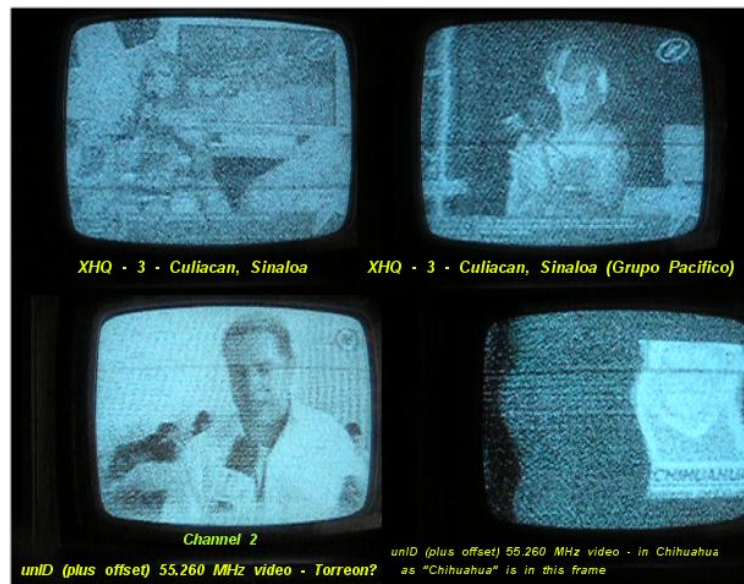 XHQ - 3 - Culiacan, Sinaloa
XHQ - 3 - Culiacan, Sinaloa (Grupo Pacifico)
Channel 2
unID (plus offset) 55.260 MHz video - Torreon?
CHIHUAHUA
unID (plus offset) 55.260 MHz video - in Chihuahua
as "Chihuahua" is in this frame